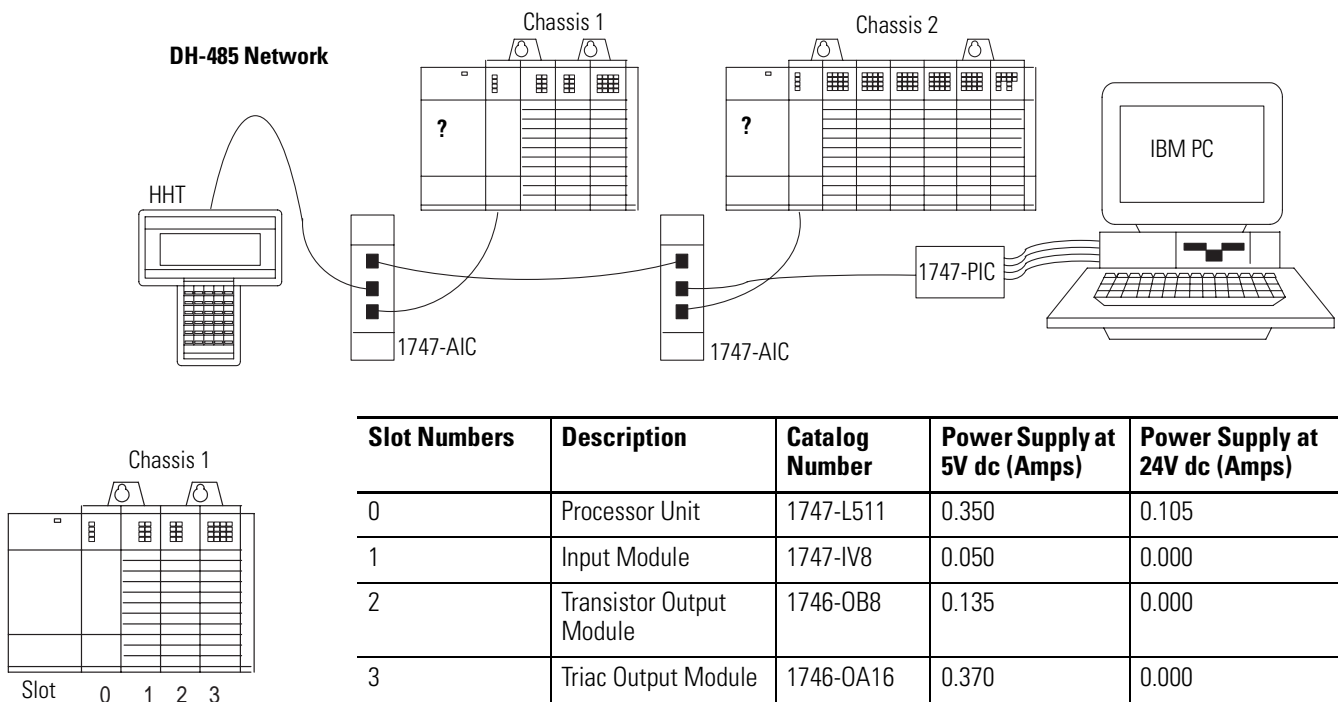 Chassis 1
Chassis 2
DH-485 Network
?
?
IBM PC
HHT
1747-PIC
1747-AIC
1747-AIC
Chassis 1
Slot 0 1 2 3
Slot Numbers Description Catalog Number Power Supply at 5V dc (Amps) Power Supply at 24V dc (Amps)
0 Processor Unit 1747-L511 0.350 0.105
1 Input Module 1747-IV8 0.050 0.000
2 Transistor Output Module 1746-OB8 0.135 0.000
3 Triac Output Module 1746-OA16 0.370 0.000